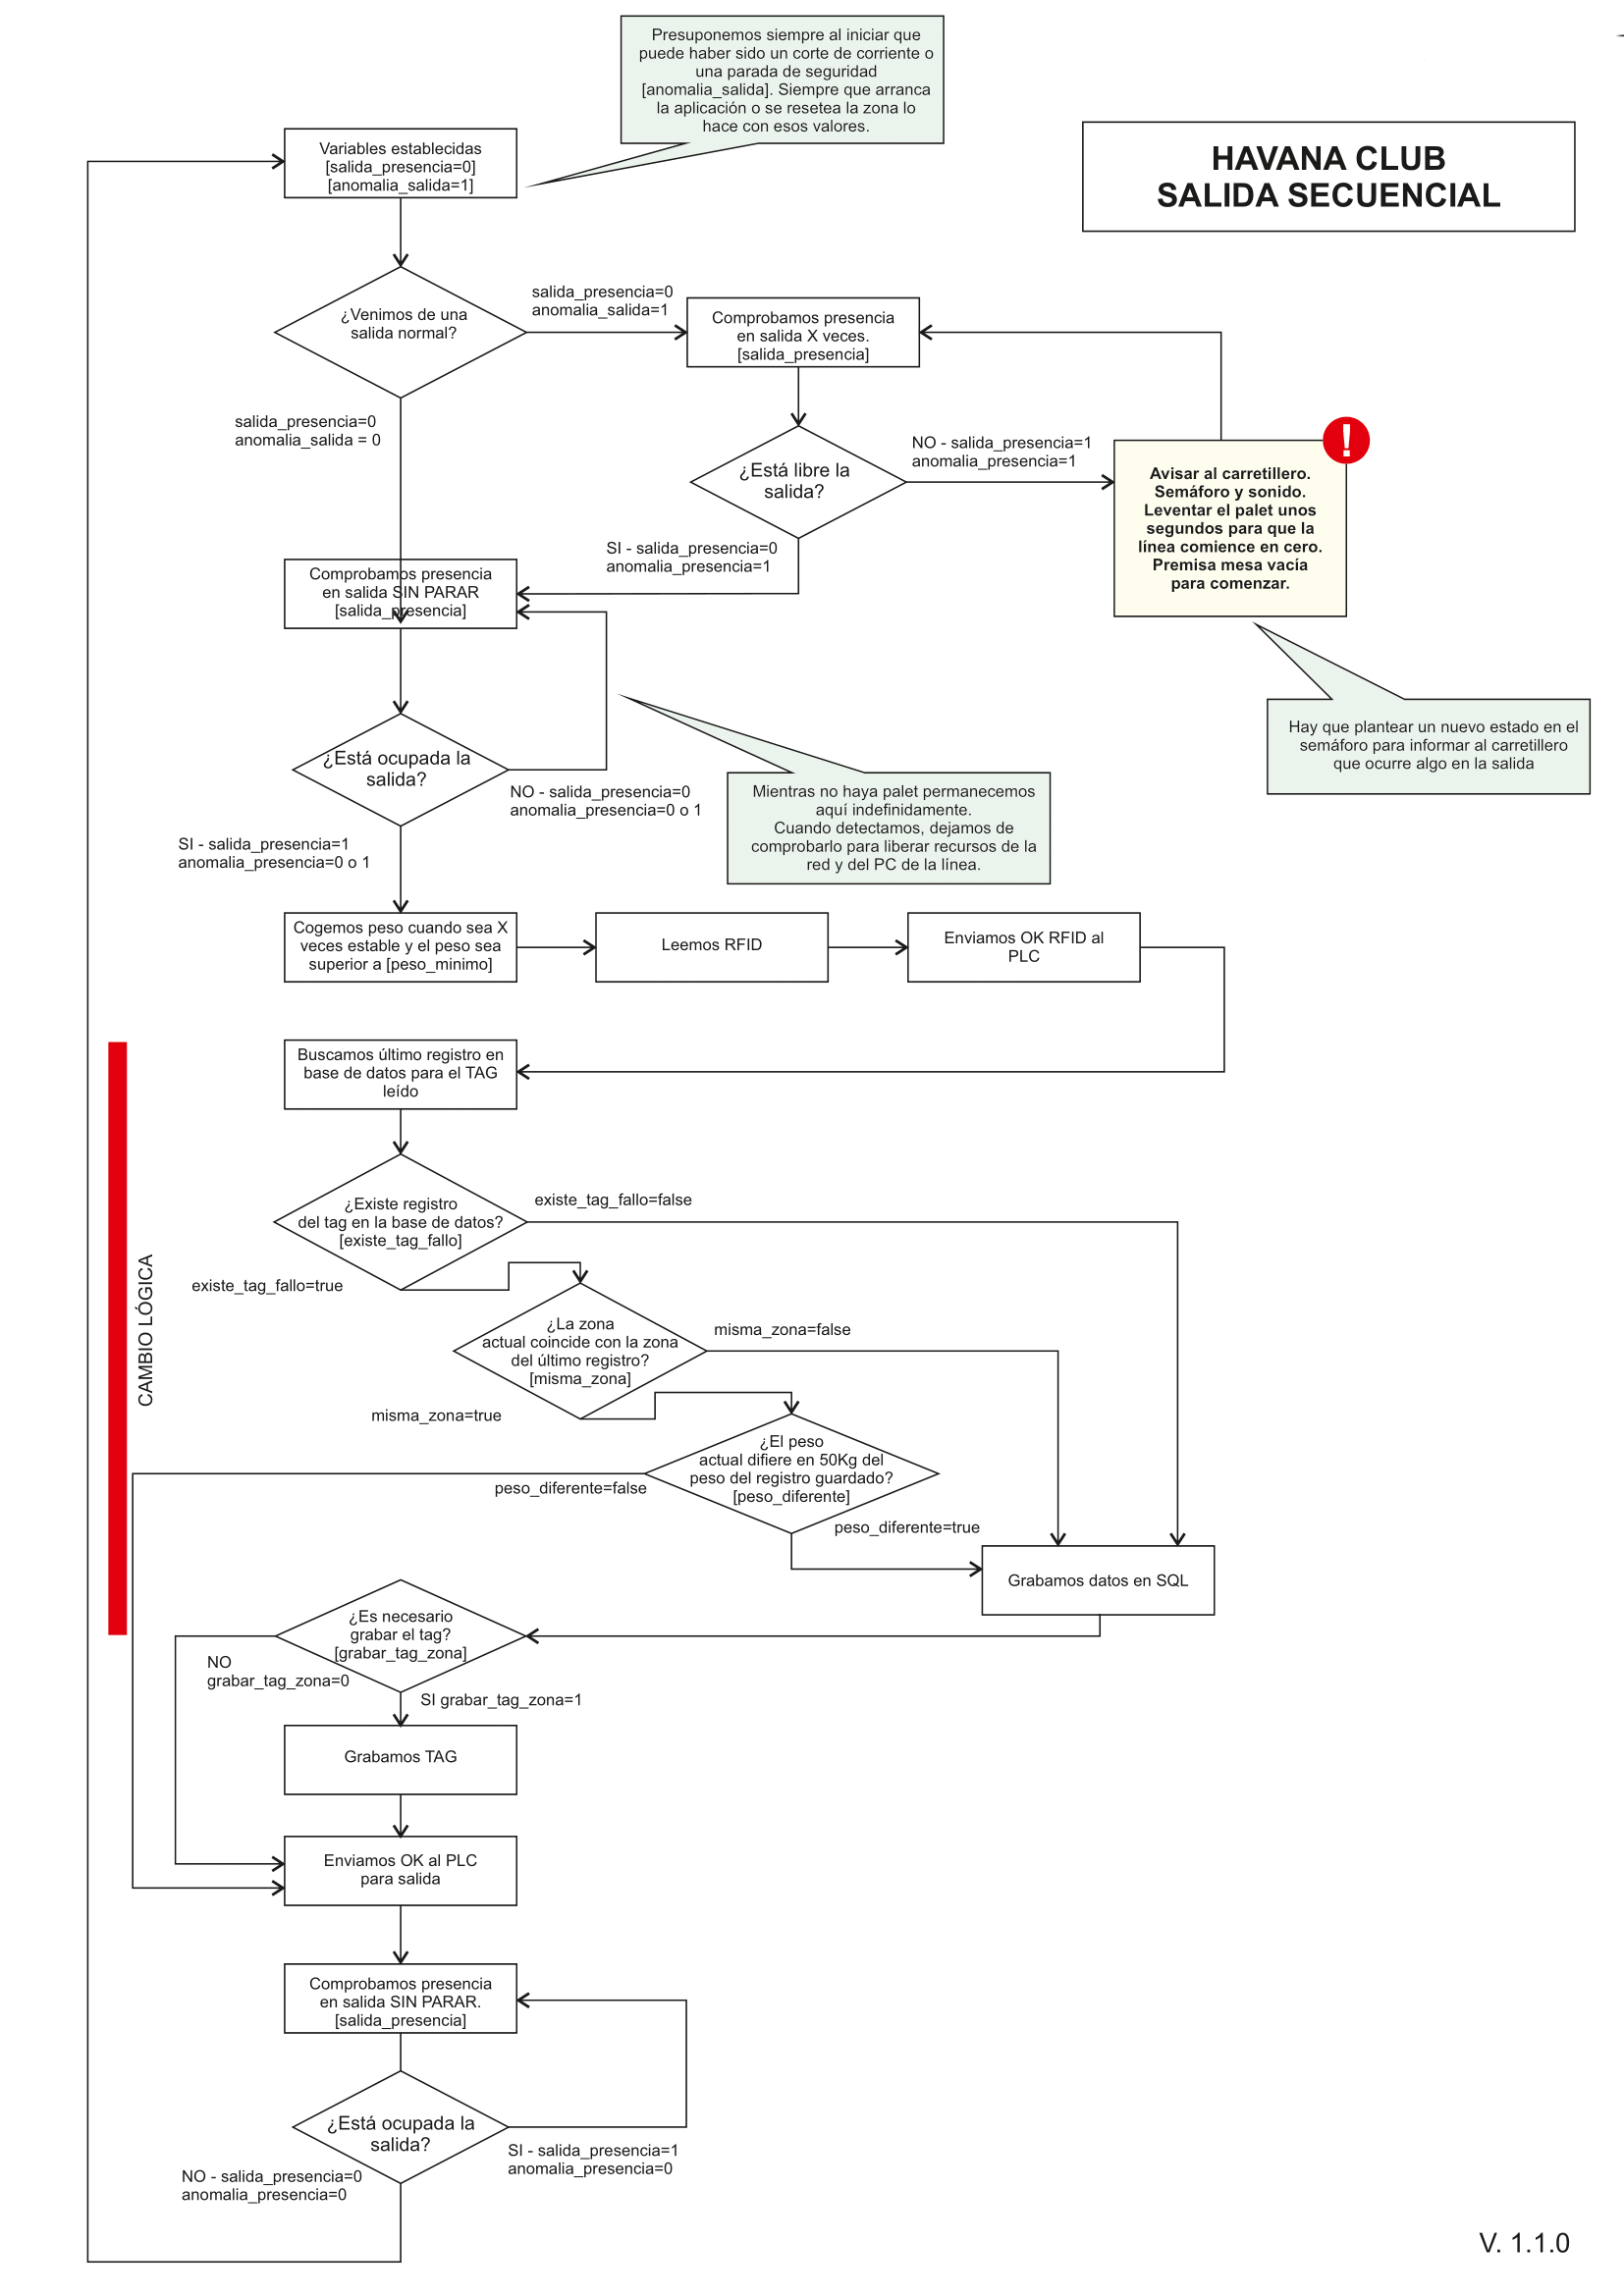 Presuponemos siempre al iniciar que
puede haber sido un corte de corriente o
una parada de seguridad
[anomalia_salida]. Siempre que arranca
la aplicación o se resetea la zona lo
hace con esos valores.
HAVANA CLUB
SALIDA SECUENCIAL
Variables establecidas
[salida_presencia=0]
[anomalia_salida=1]
¿Venimos de una
salida normal?
salida_presencia=0
anomalia_salida=1
Comprobamos presencia
en salida X veces.
[salida_presencia]
salida_presencia=0
anomalia_salida = 0
¿Está libre la
salida?
NO - salida_presencia=1
anomalia_presencia=1
Avisar al carretillero.
Semáforo y sonido.
Leventar el palet unos
segundos para que la
línea comience en cero.
Premisa mesa vacía
para comenzar.
!
SI - salida_presencia=0
anomalia_presencia=1
Comprobamos presencia
en salida SIN PARAR
[salida_presencia]
Hay que plantear un nuevo estado en el
semáforo para informar al carretillero
que ocurre algo en la salida
¿Está ocupada la
salida?
NO - salida_presencia=0
anomalia_presencia=0 o 1
Mientras no haya palet permanecemos
aquí indefinidamente.
Cuando detectamos, dejamos de
comprobarlo para liberar recursos de la
red y del PC de la línea.
SI - salida_presencia=1
anomalia_presencia=0 o 1
Cogemos peso cuando sea X
veces estable y el peso sea
superior a [peso_minimo]
Leemos RFID
Enviamos OK RFID al
PLC
Buscamos último registro en
base de datos para el TAG
leído
¿Existe registro
del tag en la base de datos?
[existe_tag_fallo]
existe_tag_fallo=false
existe_tag_fallo=true
CAMBIO LÓGICA
¿La zona
actual coincide con la zona
del último registro?
[misma_zona]
misma_zona=false
misma_zona=true
¿El peso
actual difiere en 50Kg del
peso del registro guardado?
[peso_diferente]
peso_diferente=false
peso_diferente=true
Grabamos datos en SQL
¿Es necesario
grabar el tag?
[grabar_tag_zona]
NO
grabar_tag_zona=0
SI grabar_tag_zona=1
Grabamos TAG
Enviamos OK al PLC
para salida
Comprobamos presencia
en salida SIN PARAR.
[salida_presencia]
¿Está ocupada la
salida?
SI - salida_presencia=1
anomalia_presencia=0
NO - salida_presencia=0
anomalia_presencia=0
V. 1.1.0